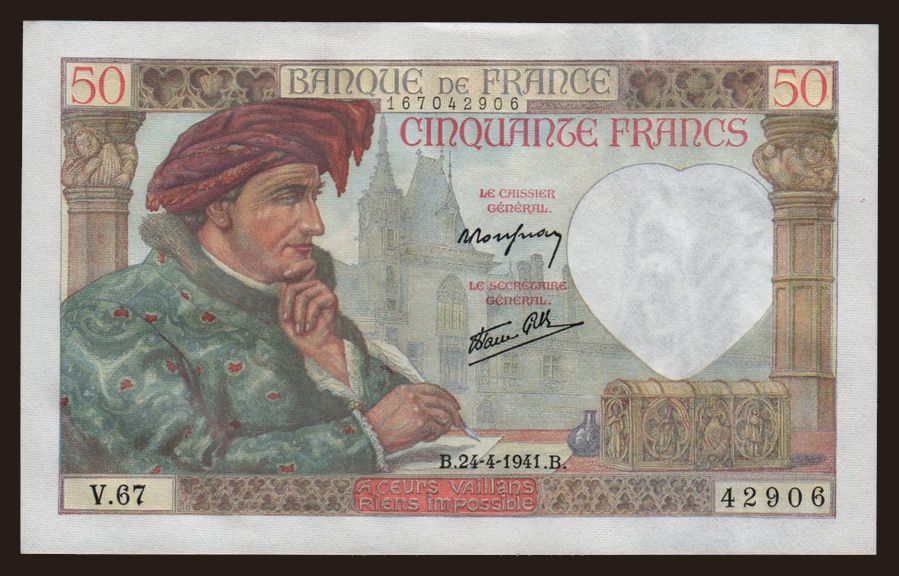 50
BANQUE DE FRANCE
50
167042906
CINQUANTE FRANCS
LE CAISSIER
GÉNÉRAL.
LE SECRÉTAIRE
GÉNÉRAL.
B.24-4-1941.B.
V.67
A CŒURS VAILLANS
RIENS IMPOSSIBLE
42906